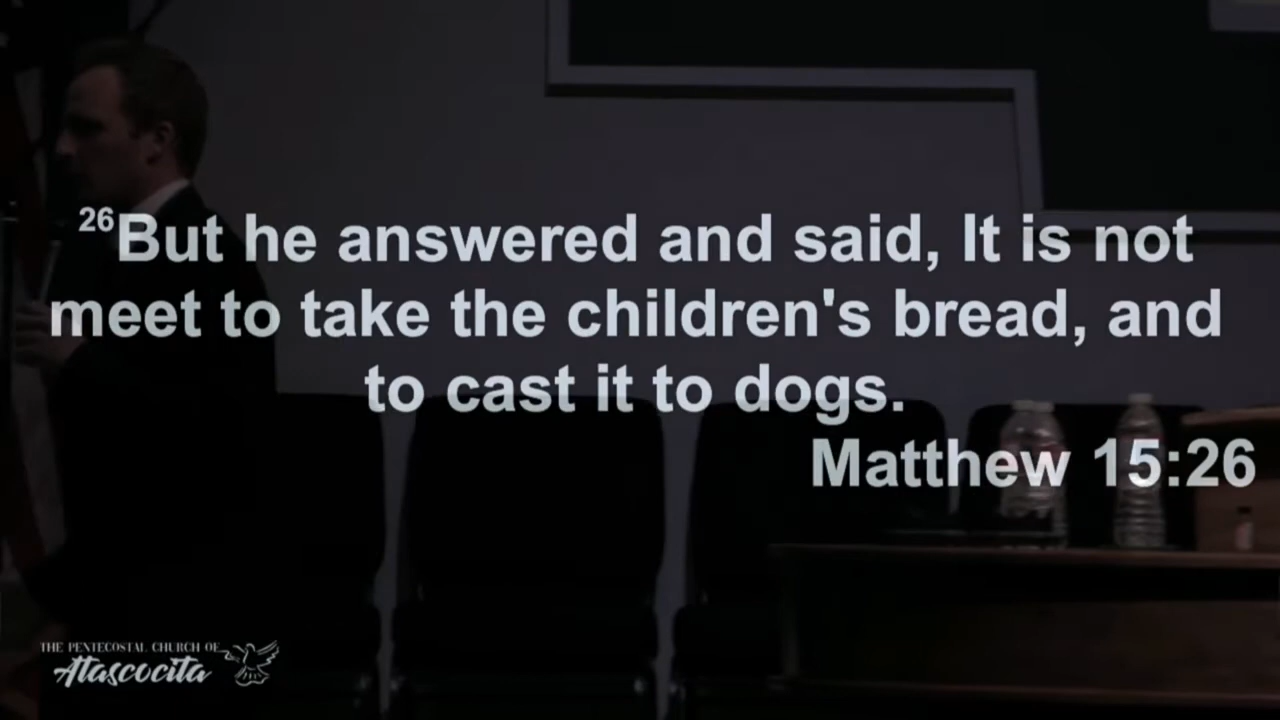 26But he answered and said, It is not
meet to take the children's bread, and
to cast it to dogs.
Matthew 15:26
THE PENTECOSTAL CHURCH OF
Atascocita